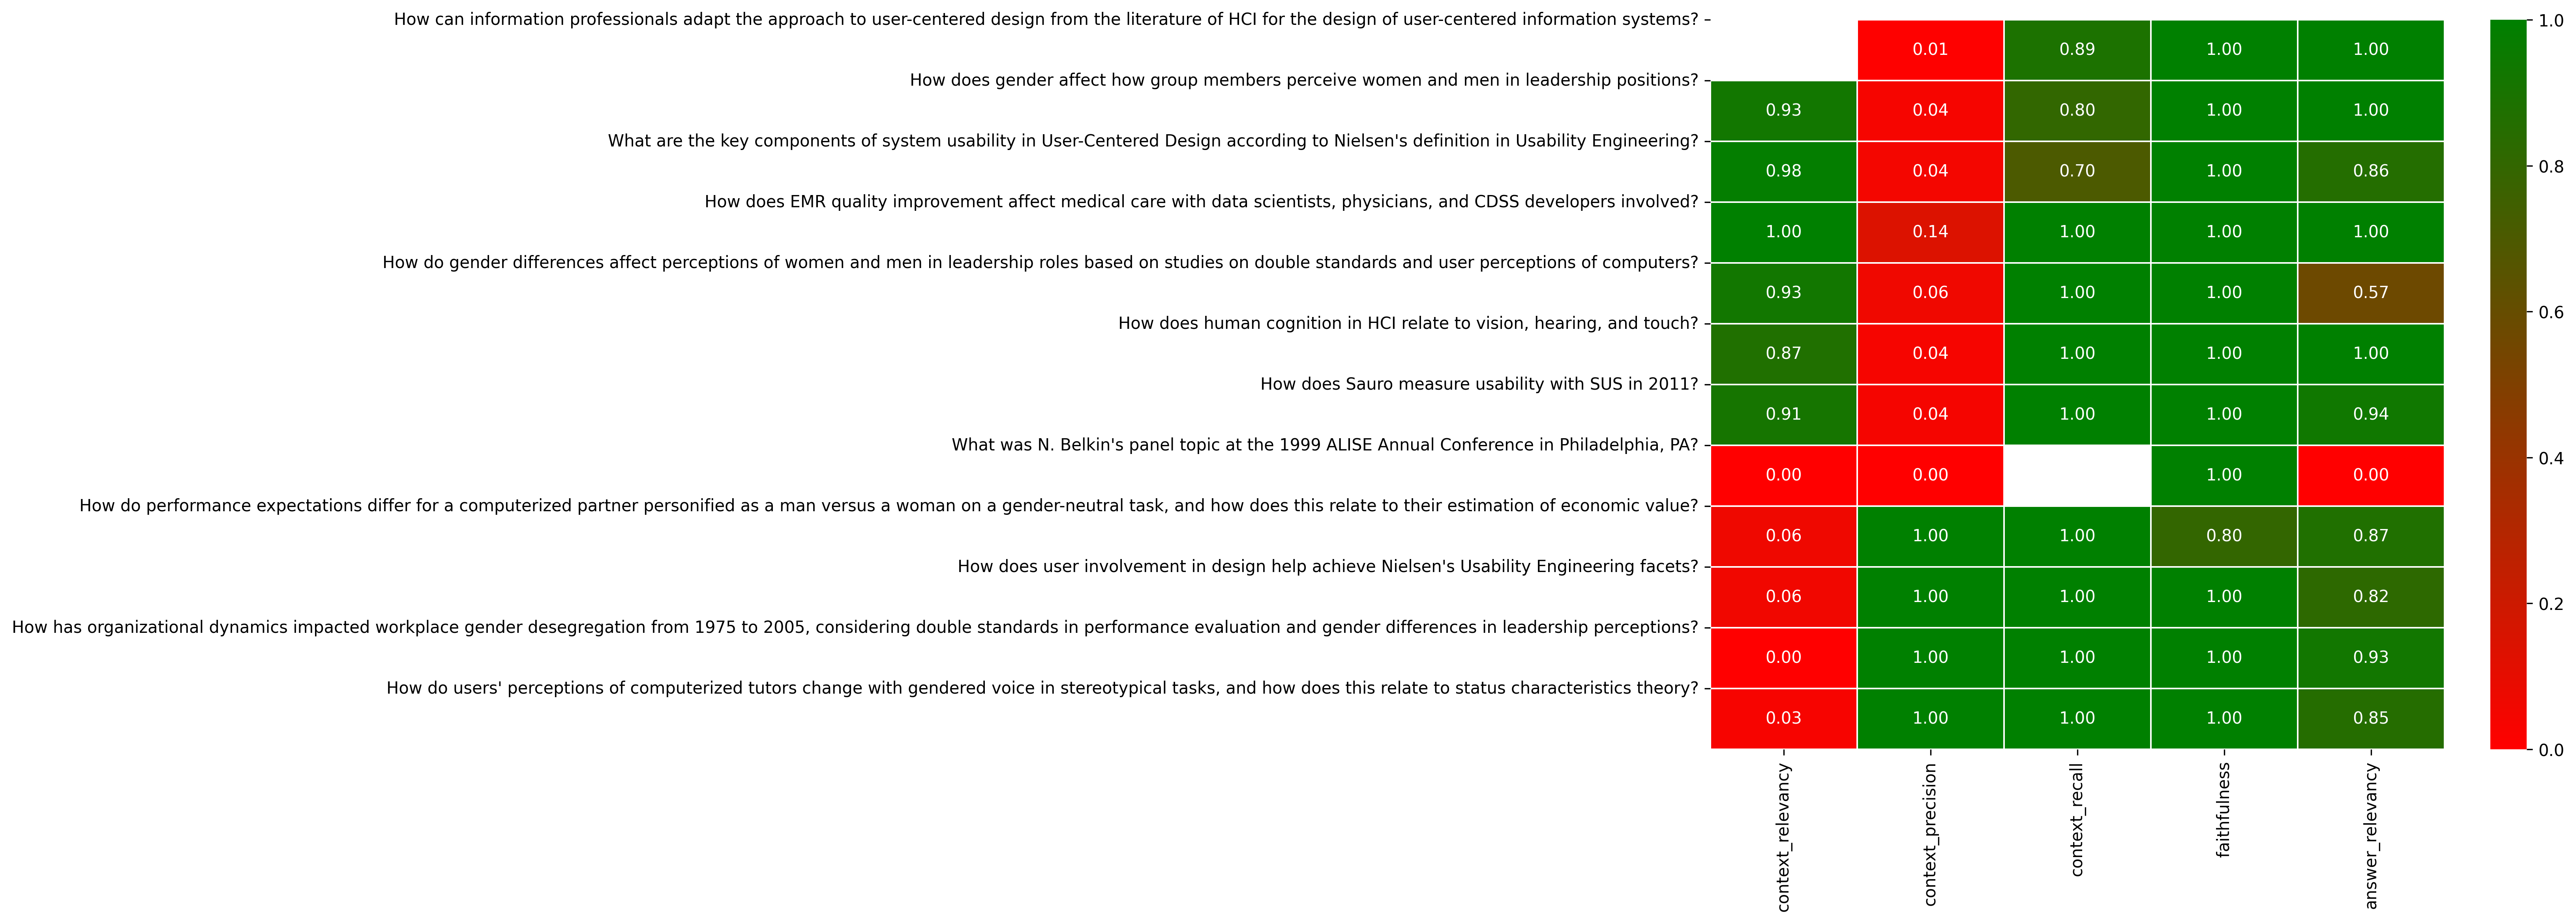 How can information professionals adapt the approach to user-centered design from the literature of HCI for the design of user-centered information systems?
0.01 0.89 1.00 1.00
How does gender affect how group members perceive women and men in leadership positions?
0.93 0.04 0.80 1.00 1.00
What are the key components of system usability in User-Centered Design according to Nielsen's definition in Usability Engineering?
0.98 0.04 0.70 1.00 0.86
How does EMR quality improvement affect medical care with data scientists, physicians, and CDSS developers involved?
1.00 0.14 1.00 1.00 1.00
How do gender differences affect perceptions of women and men in leadership roles based on studies on double standards and user perceptions of computers?
0.93 0.06 1.00 1.00 0.57
How does human cognition in HCI relate to vision, hearing, and touch?
0.87 0.04 1.00 1.00 1.00
How does Sauro measure usability with SUS in 2011?
0.91 0.04 1.00 1.00 0.94
What was N. Belkin's panel topic at the 1999 ALISE Annual Conference in Philadelphia, PA?
0.00 0.00 1.00 0.00
How do performance expectations differ for a computerized partner personified as a man versus a woman on a gender-neutral task, and how does this relate to their estimation of economic value?
0.06 1.00 1.00 0.80 0.87
How does user involvement in design help achieve Nielsen's Usability Engineering facets?
0.06 1.00 1.00 1.00 0.82
How has organizational dynamics impacted workplace gender desegregation from 1975 to 2005, considering double standards in performance evaluation and gender differences in leadership perceptions?
0.00 1.00 1.00 1.00 0.93
How do users' perceptions of computerized tutors change with gendered voice in stereotypical tasks, and how does this relate to status characteristics theory?
0.03 1.00 1.00 1.00 0.85
context_relevancy
context_precision
context_recall
faithfulness
answer_relevancy
1.0
0.8
0.6
0.4
0.2
0.0